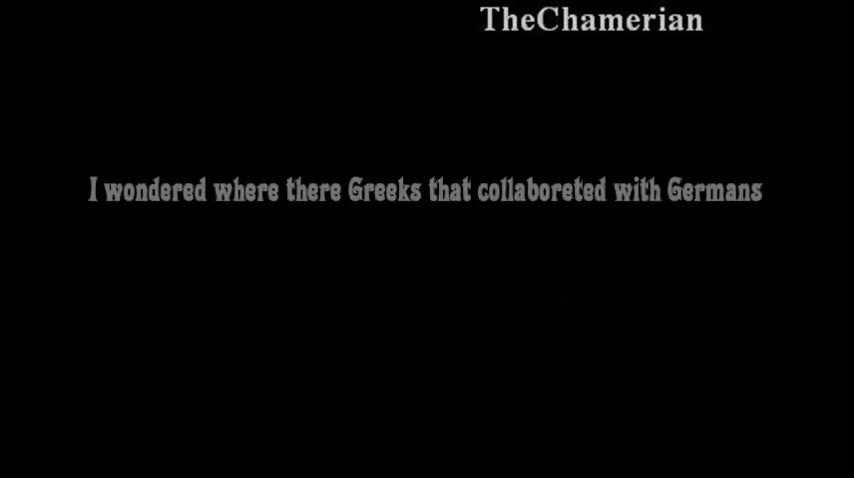 TheChamerian
I wondered where there Greeks that collaboreted with Germans